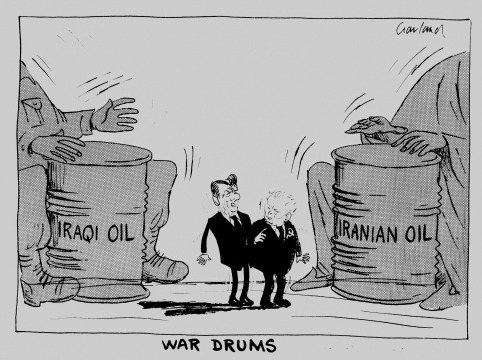 Garland
IRAQI OIL
IRANIAN OIL
WAR DRUMS